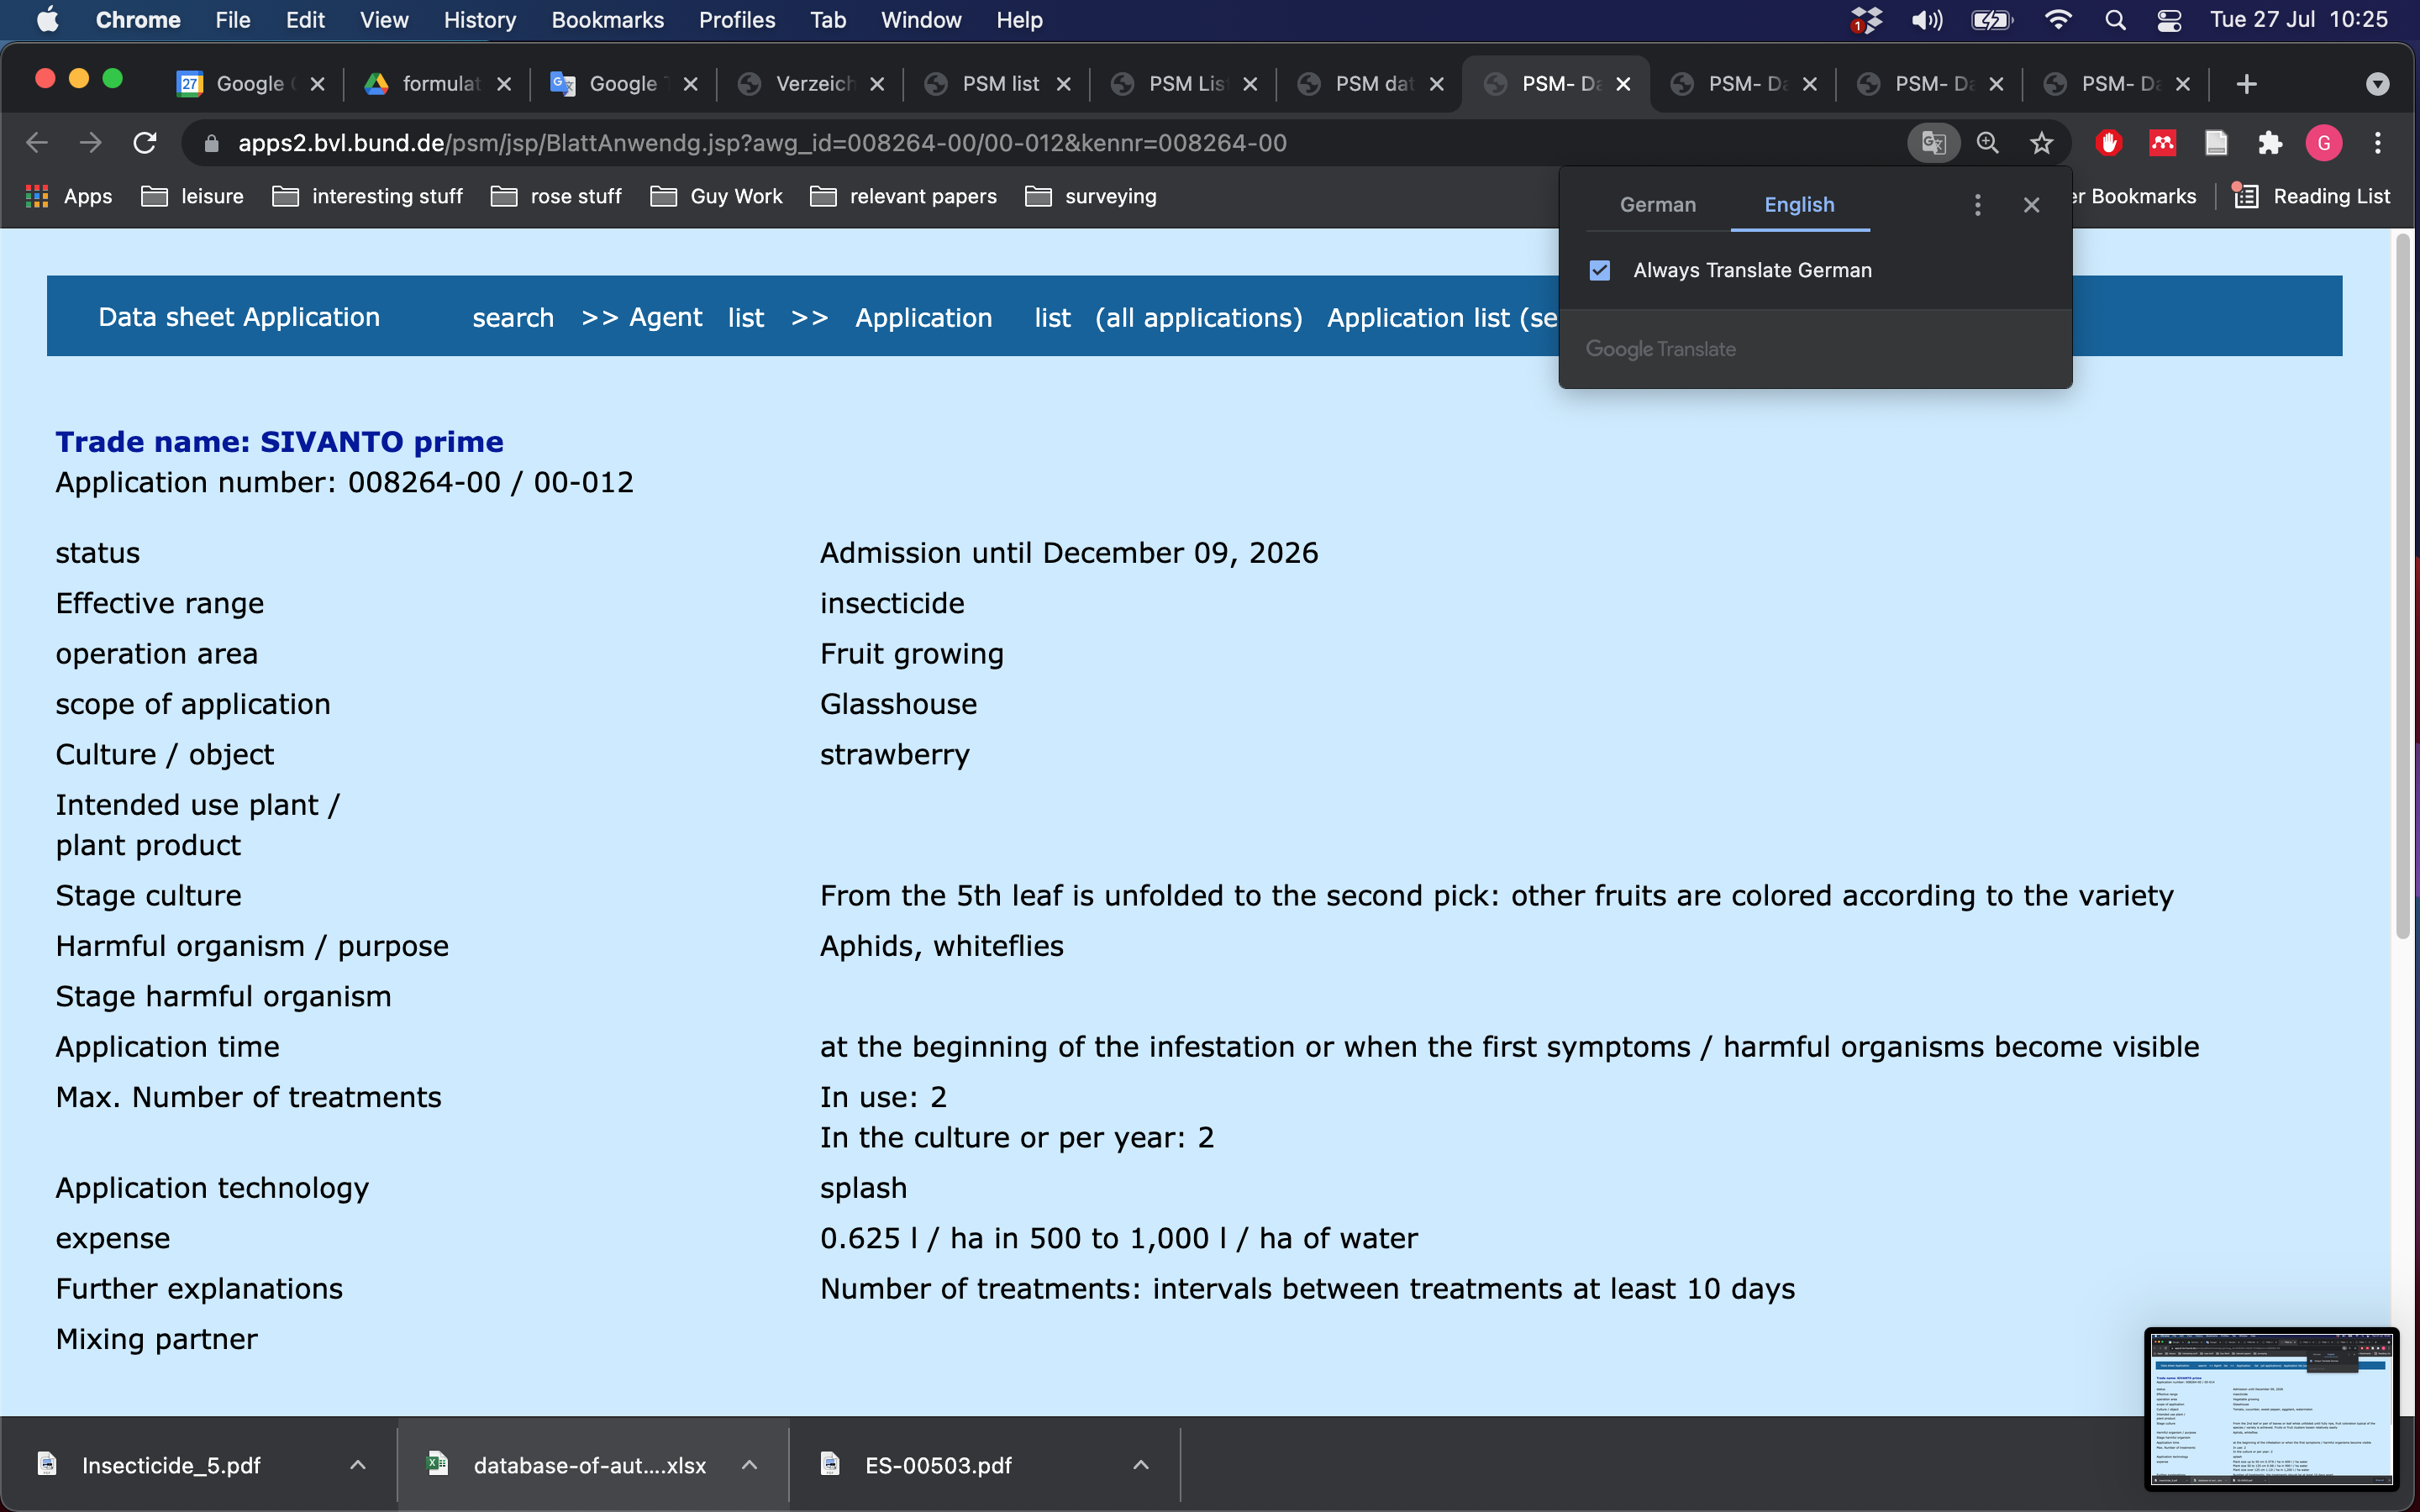 Chrome File Edit View History Bookmarks Profiles Tab Window Help 1 Tue 27 Jul 10:25
27 Google formulat Google Verzeich PSM list PSM Lis PSM dat PSM- Da PSM- Da PSM- Da PSM- Da
apps2.bvl.bund.de/psm/jsp/BlattAnwendg.jsp?awg_id=008264-00/00-012&kennr=008264-00 G
Apps leisure interesting stuff rose stuff Guy Work relevant papers surveying Bookmarks Reading List
German English
Always Translate German
Google Translate
Data sheet Application search >> Agent list >> Application list (all applications) Application list (se
Trade name: SIVANTO prime
Application number: 008264-00 / 00-012
status Admission until December 09, 2026
Effective range insecticide
operation area Fruit growing
scope of application Glasshouse
Culture / object strawberry
Intended use plant /
plant product
Stage culture From the 5th leaf is unfolded to the second pick: other fruits are colored according to the variety
Harmful organism / purpose Aphids, whiteflies
Stage harmful organism
Application time at the beginning of the infestation or when the first symptoms / harmful organisms become visible
Max. Number of treatments In use: 2
In the culture or per year: 2
Application technology splash
expense 0.625 l / ha in 500 to 1,000 l / ha of water
Further explanations Number of treatments: intervals between treatments at least 10 days
Mixing partner
Insecticide_5.pdf database-of-aut....xlsx ES-00503.pdf